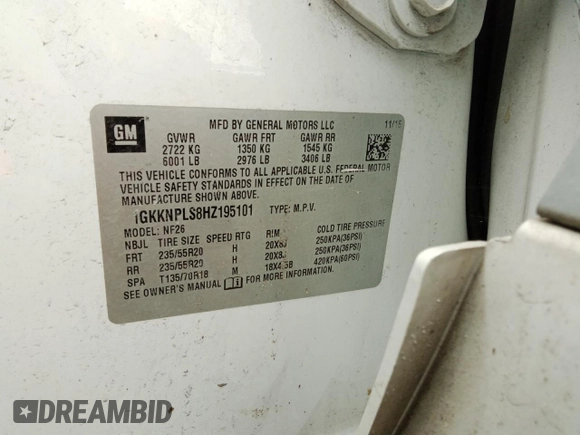 GM
MFD BY GENERAL MOTORS LLC
11/15
GVWR GAWR FRT GAWR RR
2722 KG 1350 KG 1545 KG
6001 LB 2976 LB 3406 LB
THIS VEHICLE CONFORMS TO ALL APPLICABLE U.S. FEDERAL MOTOR
VEHICLE SAFETY STANDARDS IN EFFECT ON THE DATE OF
MANUFACTURE SHOWN ABOVE.
1GKKNPLS8HZ195101 TYPE: M.P.V.
MODEL: NF26
NBJL TIRE SIZE SPEED RTG RIM COLD TIRE PRESSURE
FRT 235/55R20 H 20X8J 250KPA(36PSI)
RR 235/55R20 H 20X8J 250KPA(36PSI)
SPA T135/70R18 M 18X4.5B 420KPA(60PSI)
SEE OWNER'S MANUAL FOR MORE INFORMATION.
DREAMBID